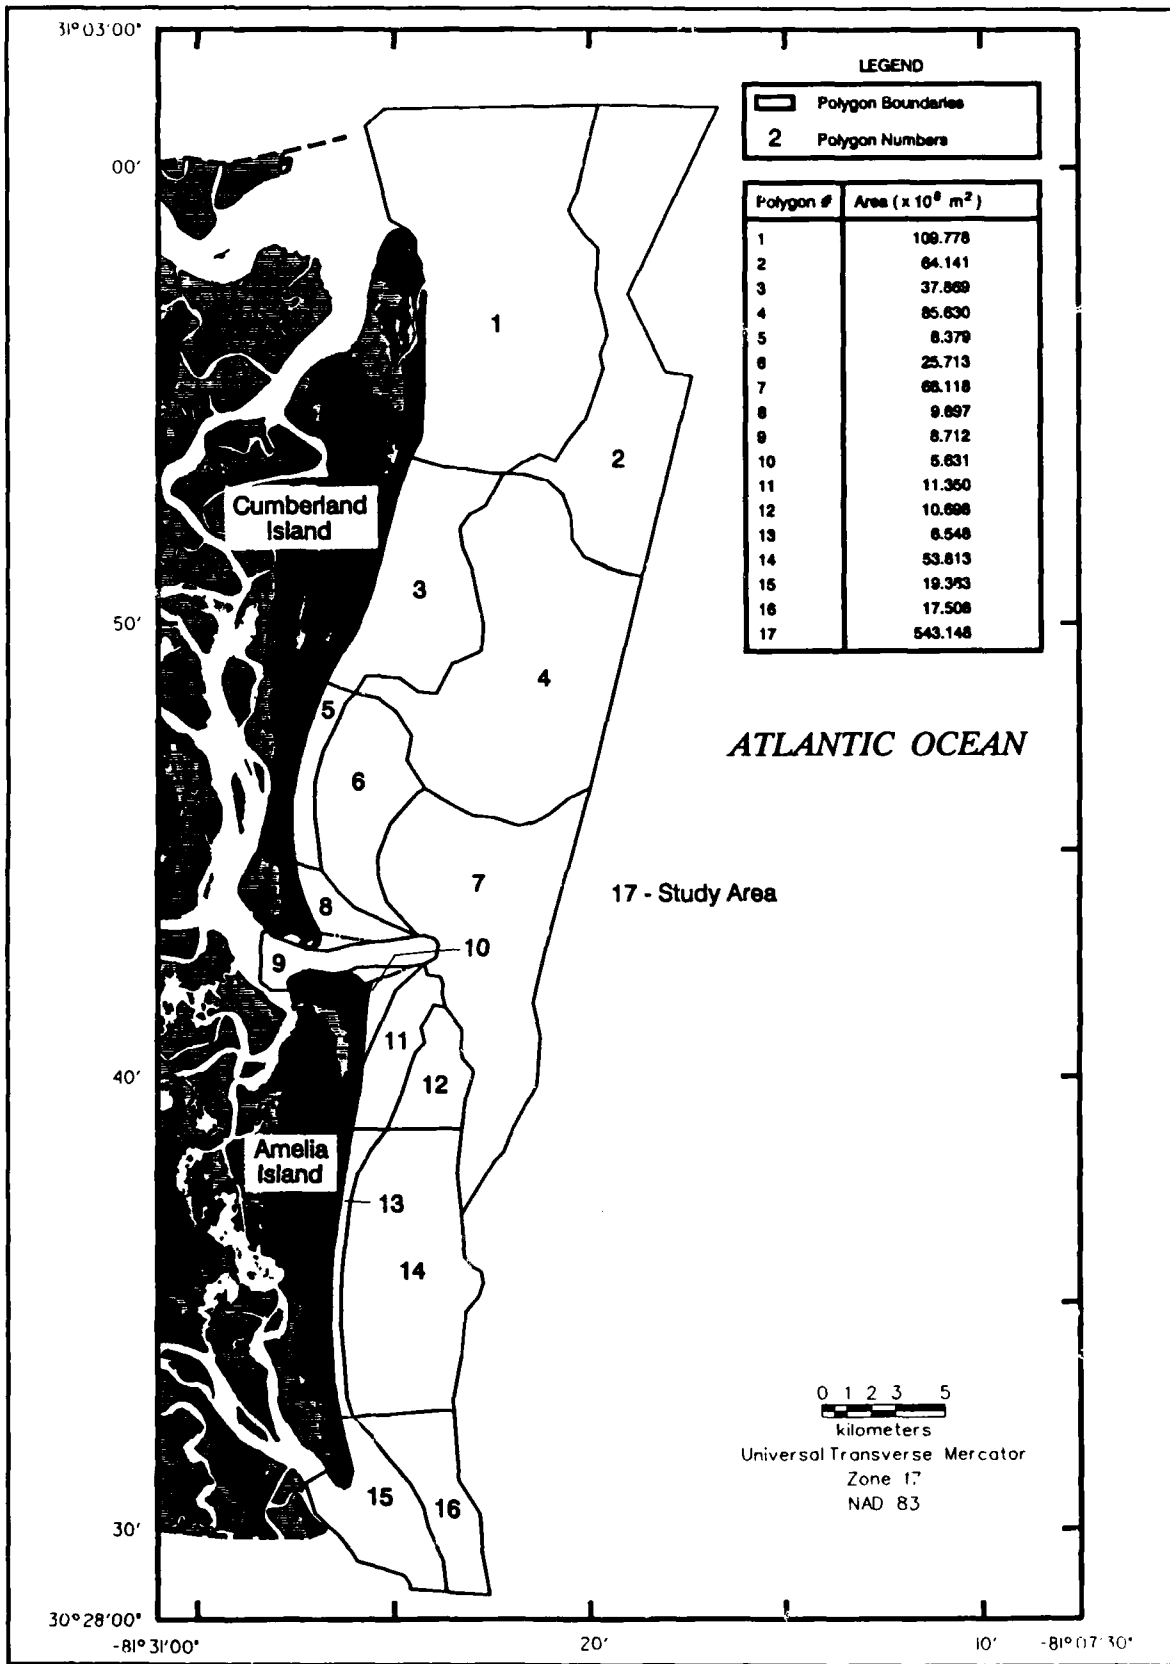 31°03'00"
00'
50'
40'
30'
30°28'00"
-81°31'00"
20'
10'
-81°07'30"
LEGEND
Polygon Boundaries
2 Polygon Numbers
Polygon # Area (x 10⁶ m²)
1 109.778
2 64.141
3 37.869
4 85.630
5 8.379
6 25.713
7 68.118
8 9.697
9 8.712
10 5.631
11 11.350
12 10.698
13 6.548
14 53.813
15 19.363
16 17.508
17 543.148
1
2
Cumberland
Island
3
4
5
6
ATLANTIC OCEAN
7
17 - Study Area
8
9
10
11
12
Amelia
Island
13
14
15
16
0 1 2 3 5
kilometers
Universal Transverse Mercator
Zone 17
NAD 83